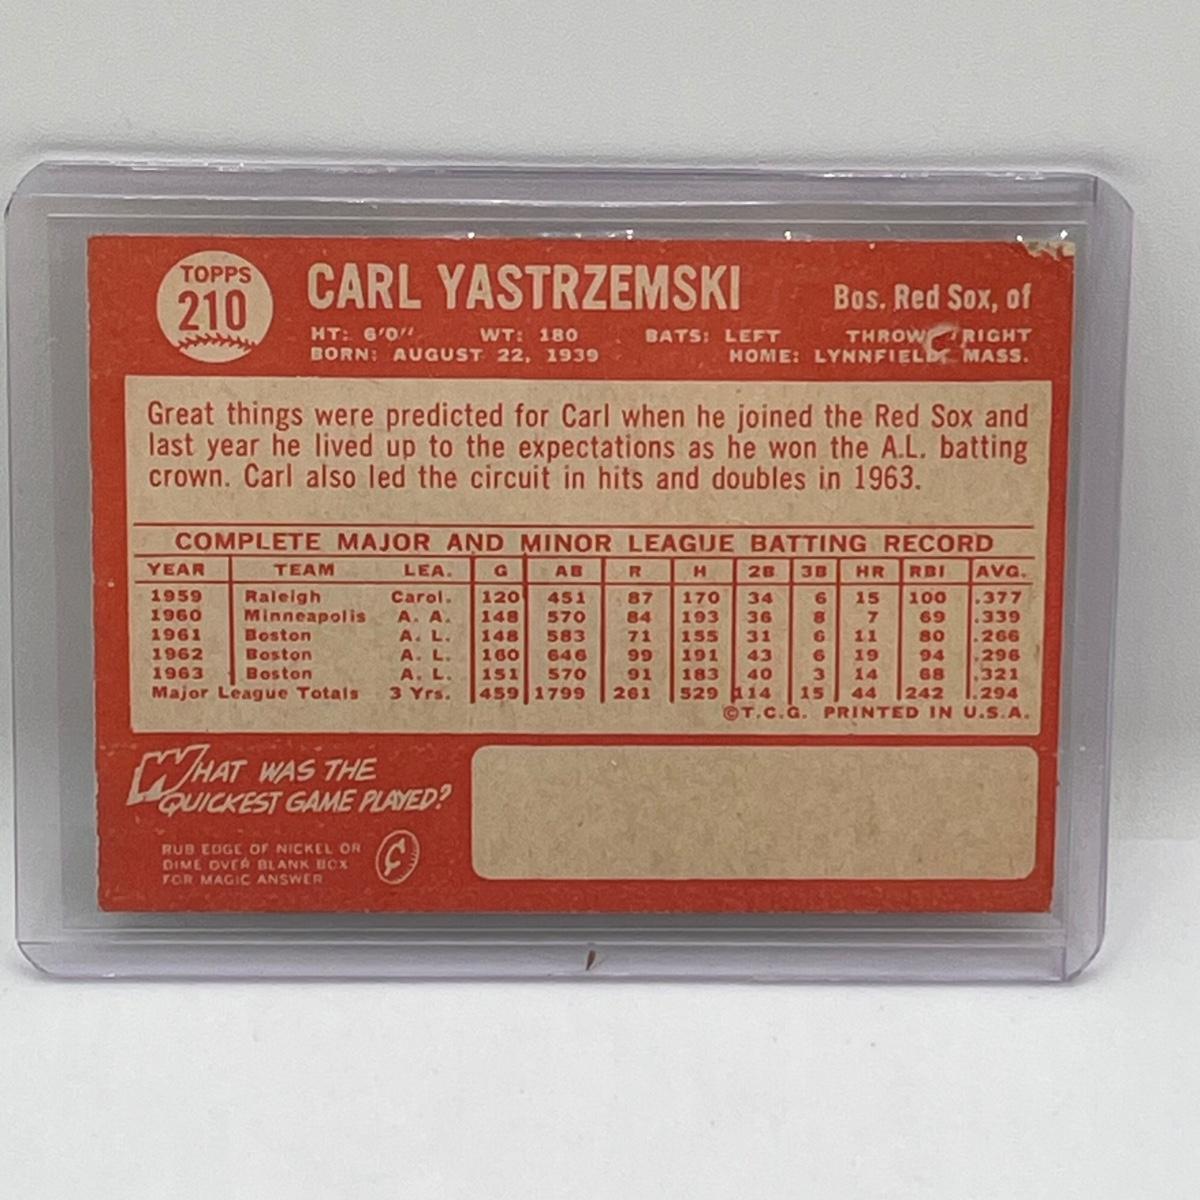 TOPPS
210
CARL YASTRZEMSKI
Bos. Red Sox, of
HT: 6'0" WT: 180 BATS: LEFT THROW RIGHT
BORN: AUGUST 22, 1939 HOME: LYNNFIELD, MASS.
Great things were predicted for Carl when he joined the Red Sox and
last year he lived up to the expectations as he won the A.L. batting
crown. Carl also led the circuit in hits and doubles in 1963.
COMPLETE MAJOR AND MINOR LEAGUE BATTING RECORD
YEAR TEAM LEA. G AB R H 2B 3B HR RBI AVG.
1959 Raleigh Carol. 120 451 87 170 34 6 15 100 .377
1960 Minneapolis A. A. 148 570 84 193 36 8 7 69 .339
1961 Boston A. L. 148 583 71 155 31 6 11 80 .266
1962 Boston A. L. 160 646 99 191 43 6 19 94 .296
1963 Boston A. L. 151 570 91 183 40 3 14 68 .321
Major League Totals 3 Yrs. 459 1799 261 529 114 15 44 242 .294
©T.C.G. PRINTED IN U.S.A.
WHAT WAS THE
QUICKEST GAME PLAYED?
RUB EDGE OF NICKEL OR
DIME OVER BLANK BOX
FOR MAGIC ANSWER